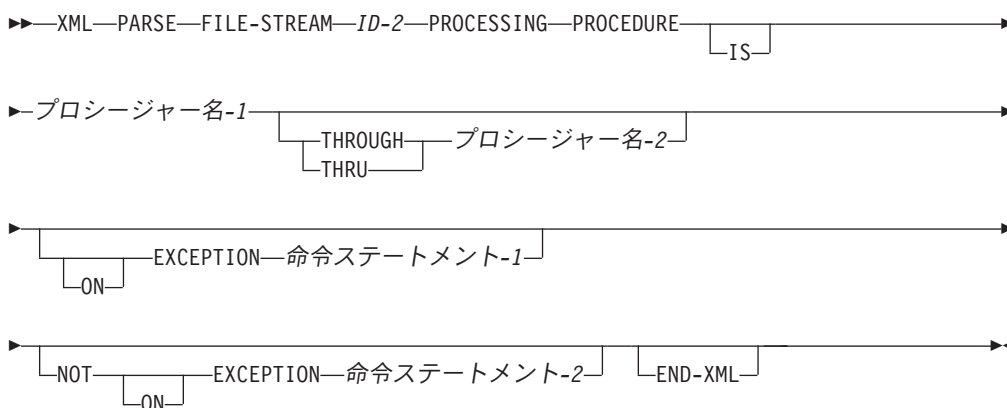 XML PARSE FILE-STREAM ID-2 PROCESSING PROCEDURE
IS
プロシージャー名-1
THROUGH プロシージャー名-2
THRU
EXCEPTION 命令ステートメント-1
ON
NOT EXCEPTION 命令ステートメント-2 END-XML
ON